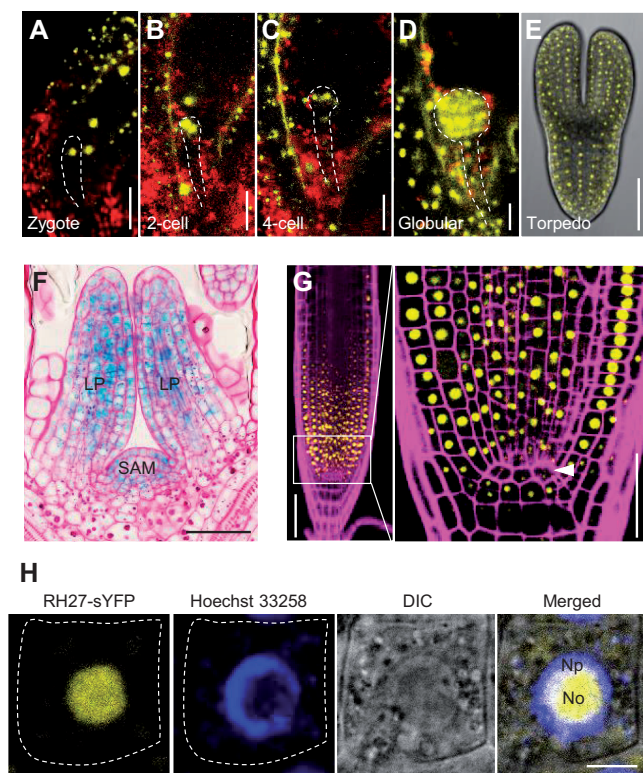 A B C D E
Zygote 2-cell 4-cell Globular Torpedo
F G
LP LP
SAM
H
RH27-sYFP Hoechst 33258 DIC Merged
Np
No